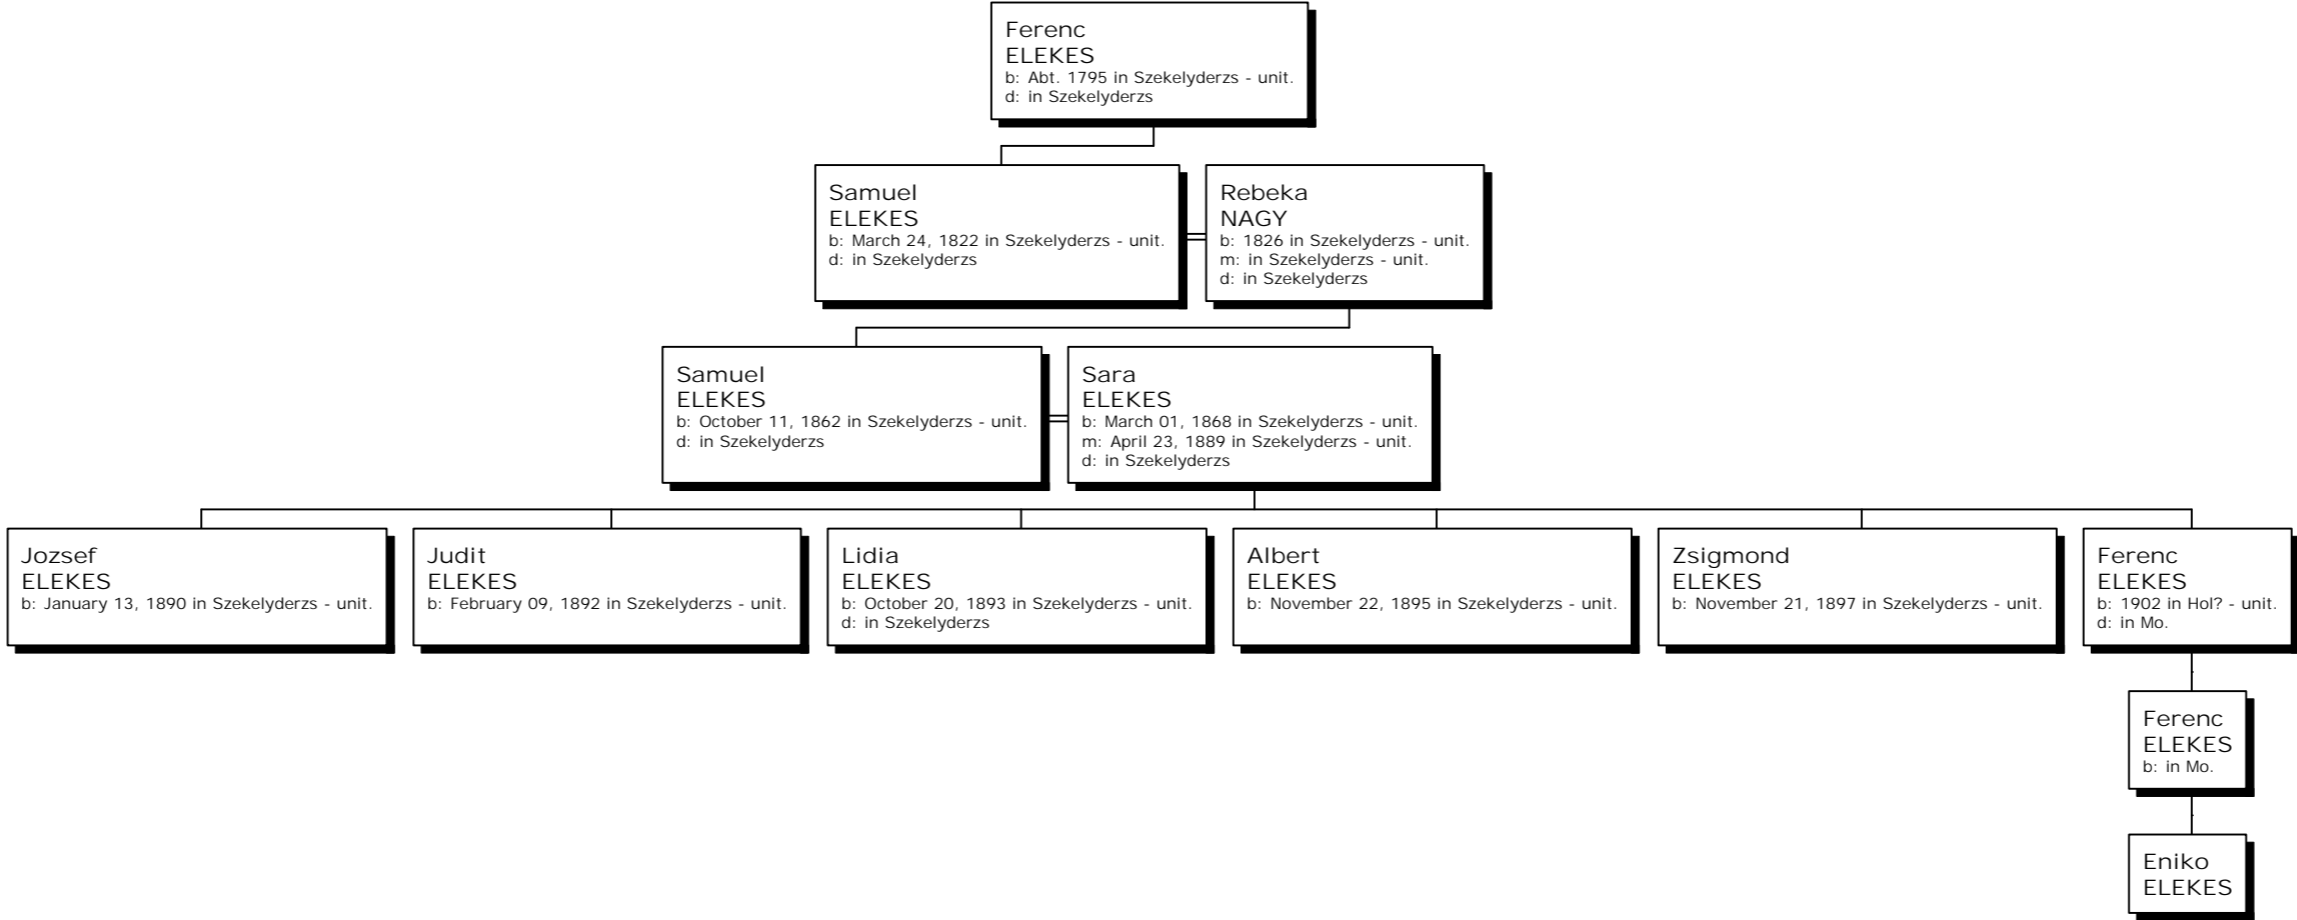 Ferenc
ELEKES
b: Abt. 1795 in Szekelyderzs - unit.
d: in Szekelyderzs
Samuel
ELEKES
b: March 24, 1822 in Szekelyderzs - unit.
d: in Szekelyderzs
Rebeka
NAGY
b: 1826 in Szekelyderzs - unit.
m: in Szekelyderzs - unit.
d: in Szekelyderzs
Samuel
ELEKES
b: October 11, 1862 in Szekelyderzs - unit.
d: in Szekelyderzs
Sara
ELEKES
b: March 01, 1868 in Szekelyderzs - unit.
m: April 23, 1889 in Szekelyderzs - unit.
d: in Szekelyderzs
Jozsef
ELEKES
b: January 13, 1890 in Szekelyderzs - unit.
Judit
ELEKES
b: February 09, 1892 in Szekelyderzs - unit.
Lidia
ELEKES
b: October 20, 1893 in Szekelyderzs - unit.
d: in Szekelyderzs
Albert
ELEKES
b: November 22, 1895 in Szekelyderzs - unit.
Zsigmond
ELEKES
b: November 21, 1897 in Szekelyderzs - unit.
Ferenc
ELEKES
b: 1902 in Hol? - unit.
d: in Mo.
Ferenc
ELEKES
b: in Mo.
Eniko
ELEKES